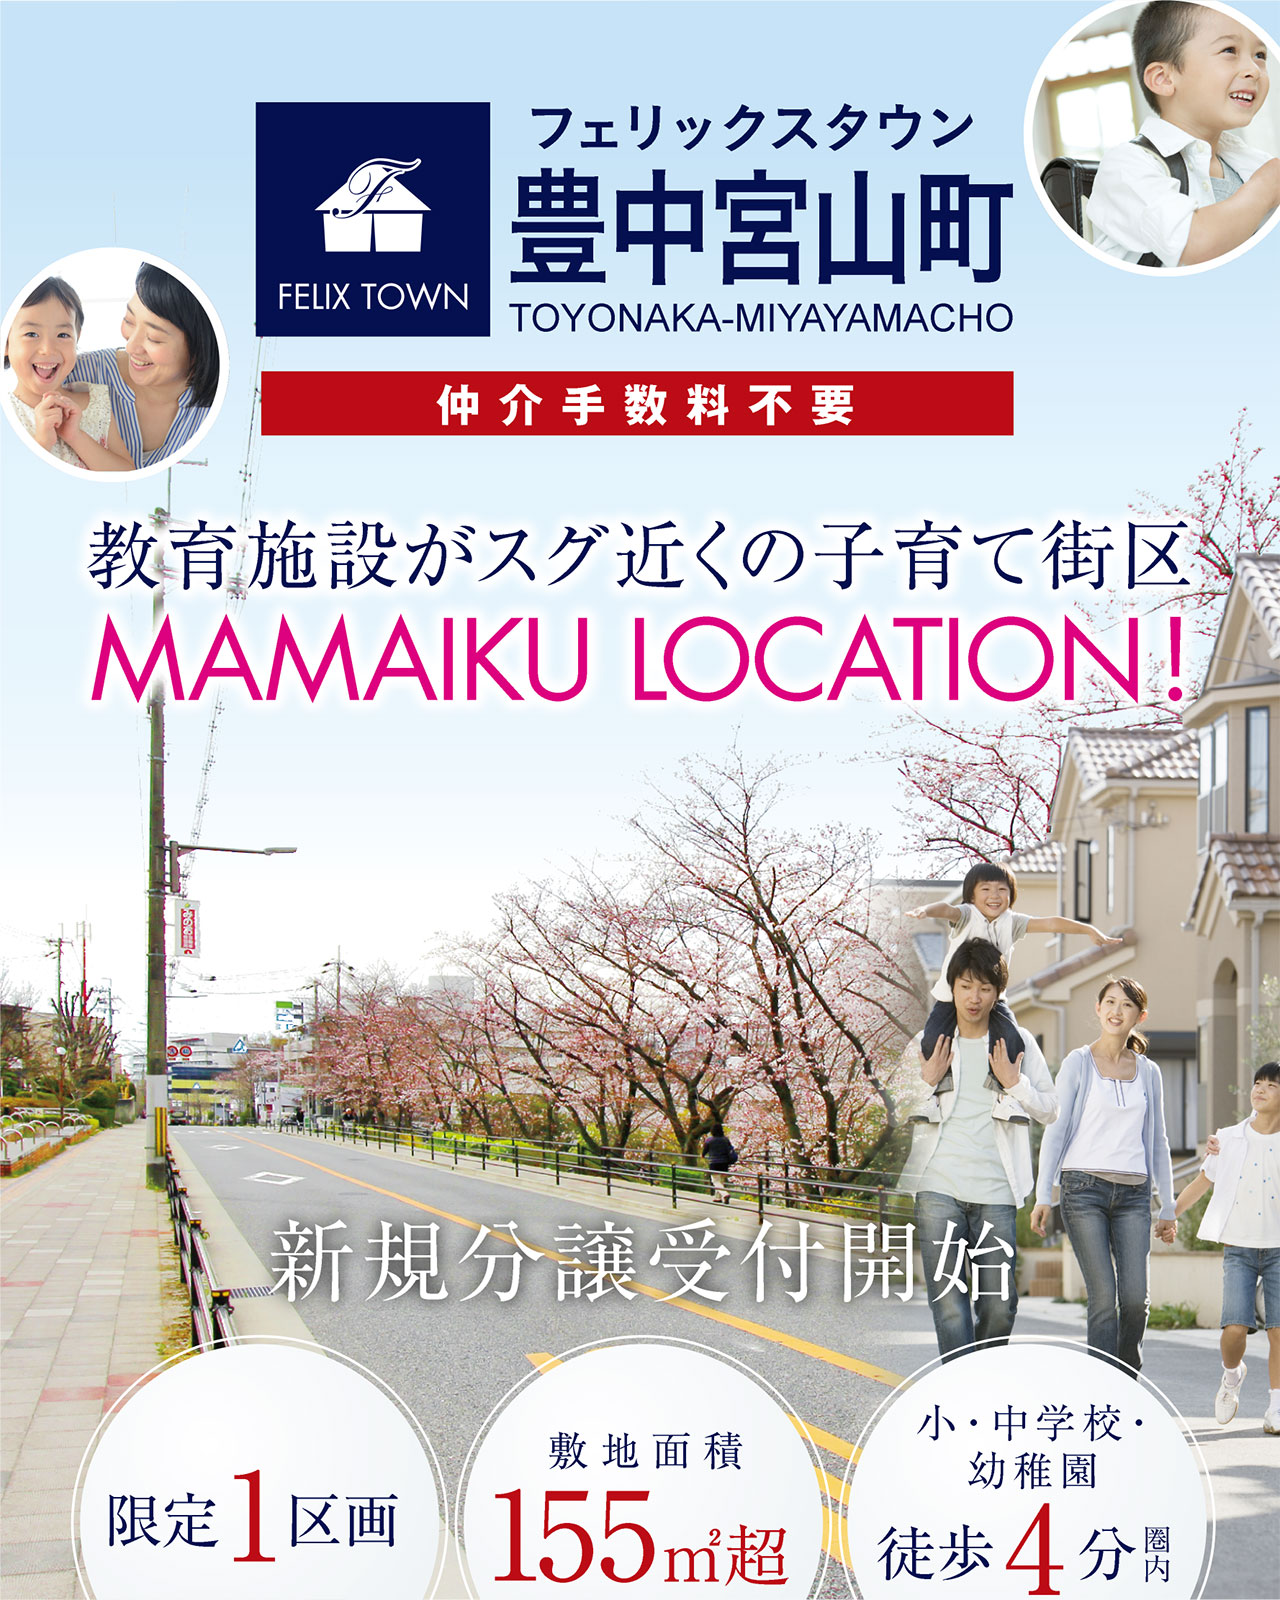 フェリックスタウン
豊中宮山町
TOYONAKA-MIYAYAMACHO
FELIX TOWN
仲介手数料不要
教育施設がスグ近くの子育て街区
MAMAIKU LOCATION!
みのお
新規分譲受付開始
限定1区画
敷地面積
155㎡超
小・中学校・
幼稚園
徒歩4分圏内